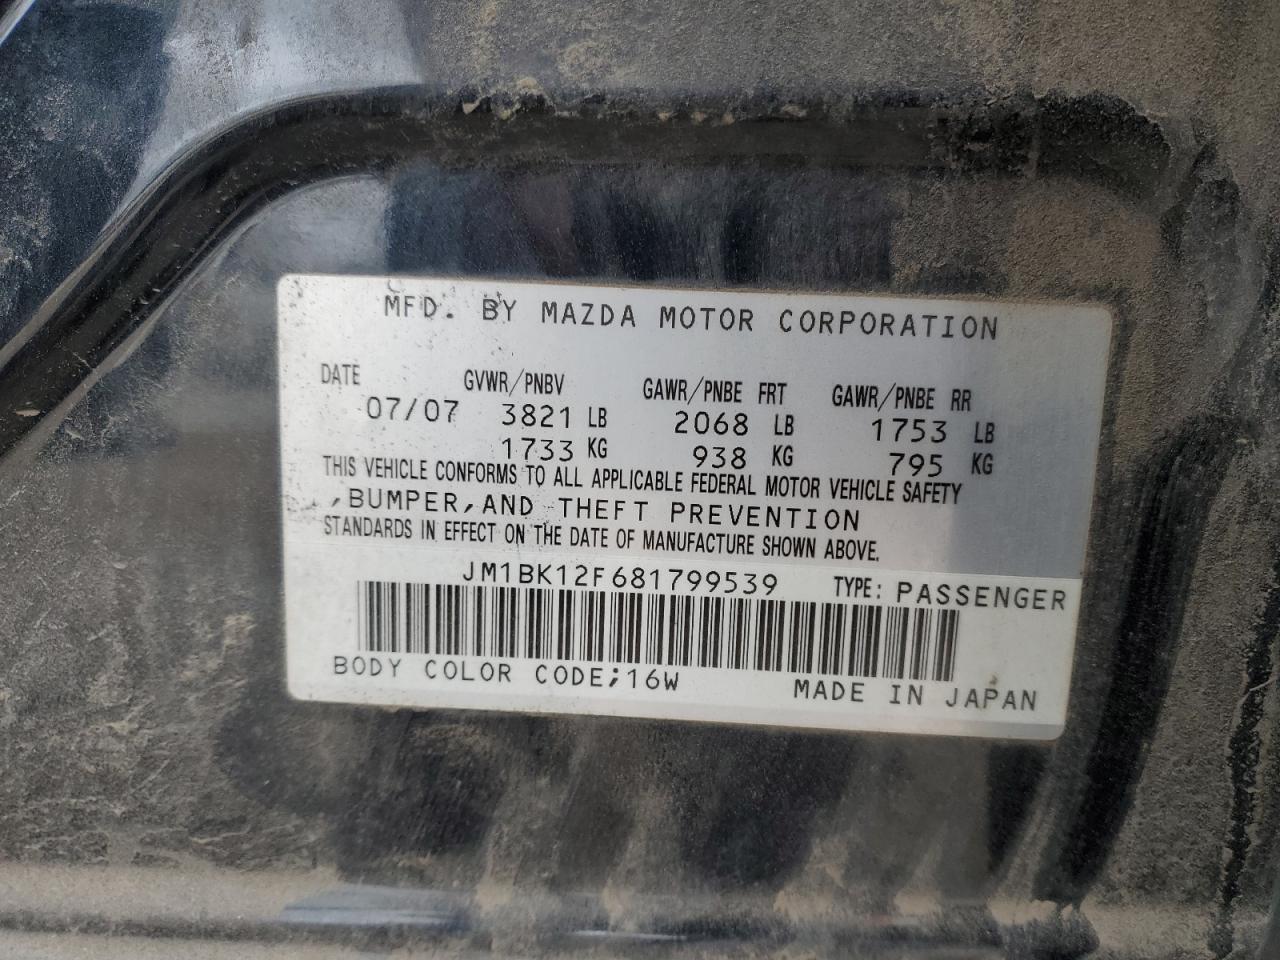 MFD. BY MAZDA MOTOR CORPORATION
DATE GVWR/PNBV GAWR/PNBE FRT GAWR/PNBE RR
07/07 3821 LB 2068 LB 1753 LB
1733 KG 938 KG 795 KG
THIS VEHICLE CONFORMS TO ALL APPLICABLE FEDERAL MOTOR VEHICLE SAFETY
,BUMPER,AND THEFT PREVENTION
STANDARDS IN EFFECT ON THE DATE OF MANUFACTURE SHOWN ABOVE.
JM1BK12F681799539 TYPE: PASSENGER
BODY COLOR CODE;16W MADE IN JAPAN